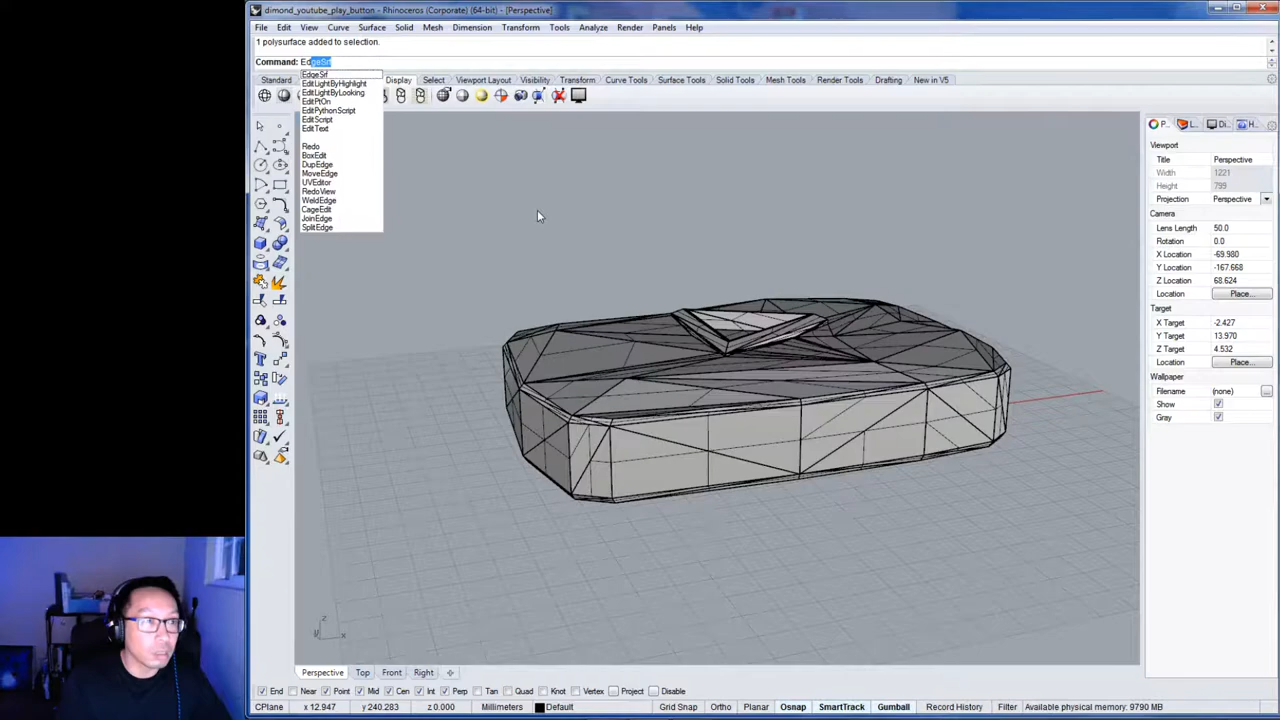 dimond_youtube_play_button - Rhinoceros (Corporate) (64-bit) - [Perspective]
File Edit View Curve Surface Solid Mesh Dimension Transform Tools Analyze Render Panels Help
1 polysurface added to selection.
Command: EdgeSrf
Standard Display Select Viewport Layout Visibility Transform Curve Tools Surface Tools Solid Tools Mesh Tools Render Tools Drafting New in V5
EdgeSrf
EditLightByHighlight
EditLightByLooking
EditPtOn
EditPythonScript
EditScript
EditText
Redo
BoxEdit
DupEdge
MoveEdge
UVEditor
RedoView
WeldEdge
CageEdit
JoinEdge
SplitEdge
P... L... Di... H...
Viewport
Title Perspective
Width 1221
Height 799
Projection Perspective
Camera
Lens Length 50.0
Rotation 0.0
X Location -69.980
Y Location -167.668
Z Location 68.624
Location Place...
Target
X Target -2.427
Y Target 13.970
Z Target 4.532
Location Place...
Wallpaper
Filename (none) ...
Show
Gray
z
y x
Perspective Top Front Right
End Near Point Mid Cen Int Perp Tan Quad Knot Vertex Project Disable
CPlane x 12.947 y 240.283 z 0.000 Millimeters Default Grid Snap Ortho Planar Osnap SmartTrack Gumball Record History Filter Available physical memory: 9790 MB